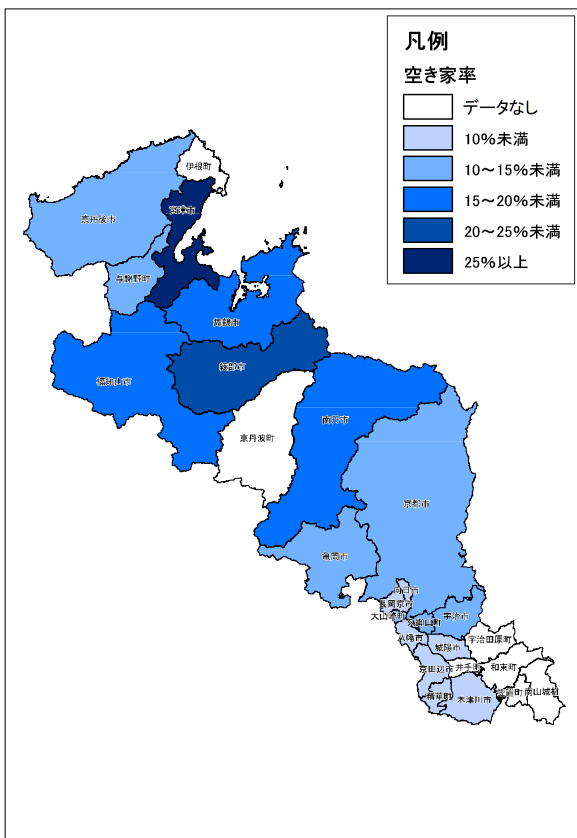 凡例
空き家率
データなし
10%未満
10～15%未満
15～20%未満
20～25%未満
25%以上
伊根町
宮津市
京丹後市
与謝野町
舞鶴市
綾部市
福知山市
京丹波町
南丹市
京都市
亀岡市
向日市
長岡京市
大山崎町
久御山町
宇治市
八幡市
宇治田原町
城陽市
京田辺市
井手町
和束町
精華町
木津川市
笠置町
南山城村